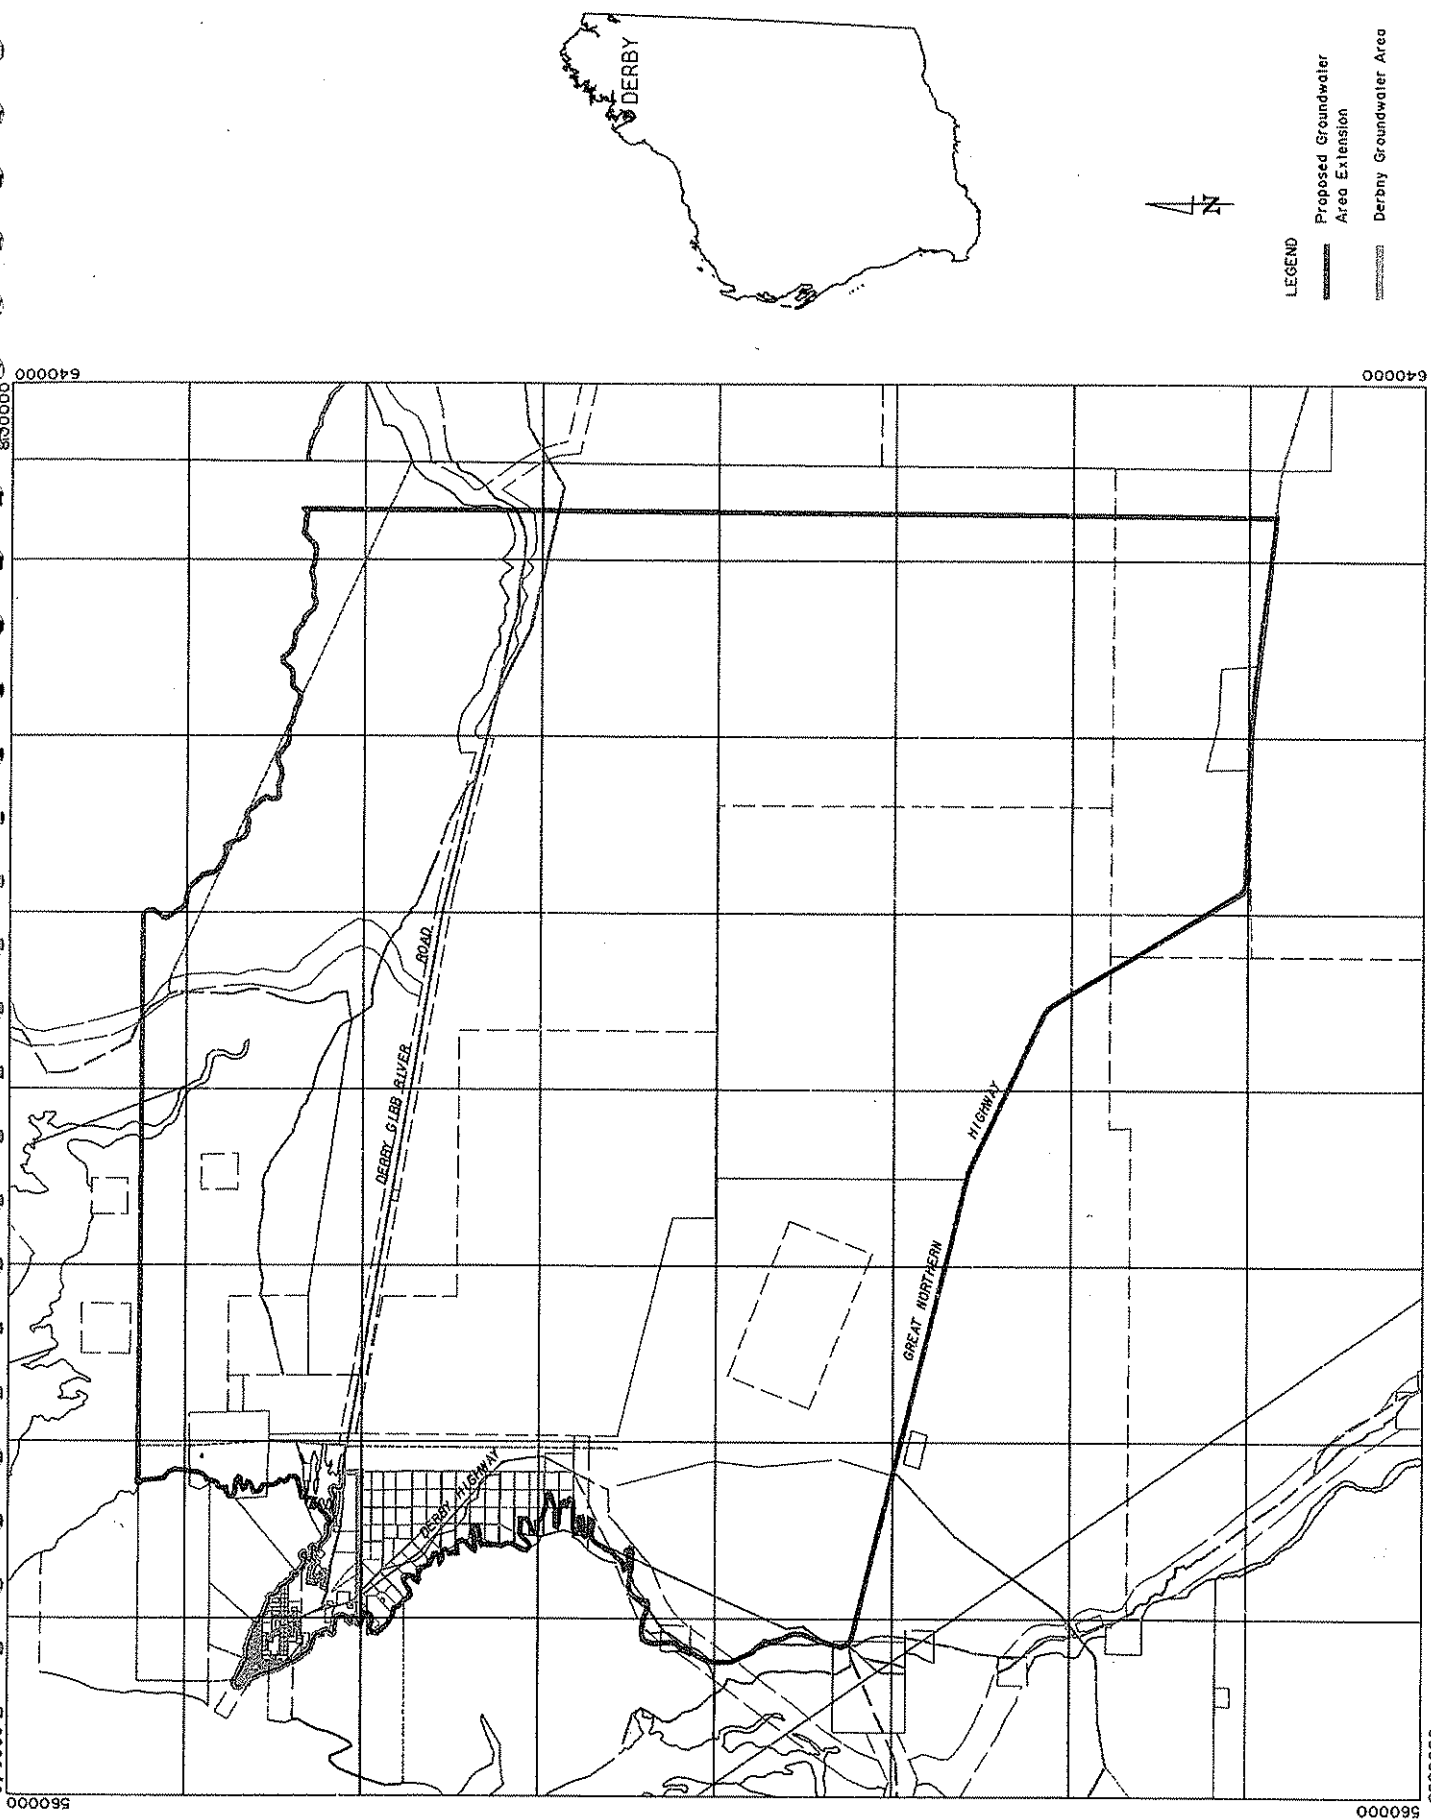 DERBY
N
LEGEND
Proposed Groundwater
Area Extension
Derbny Groundwater Area
640000
640000
DERBY GIBB RIVER ROAD
DERBY HIGHWAY
GREAT NORTHERN HIGHWAY
560000
560000